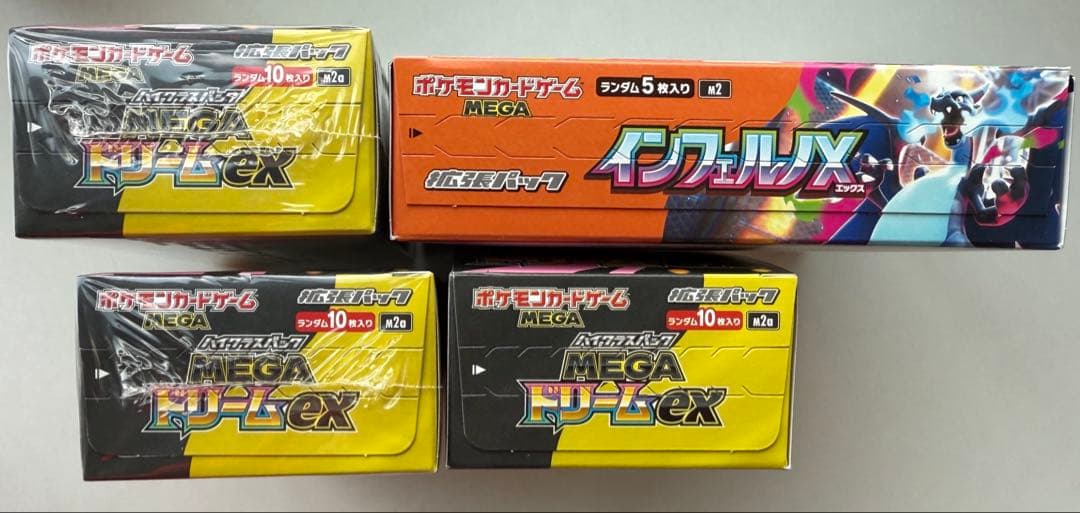 ポケモンカードゲーム
MEGA
拡張パック
ランダム10枚入り M2a
ハイクラスパック
MEGA
ドリームex
ポケモンカードゲーム
MEGA
ランダム5枚入り M2
拡張パック
インフェルノX
エックス
ポケモンカードゲーム
MEGA
拡張パック
ランダム10枚入り M2a
ハイクラスパック
MEGA
ドリームex
ポケモンカードゲーム
MEGA
拡張パック
ランダム10枚入り M2a
ハイクラスパック
MEGA
ドリームex